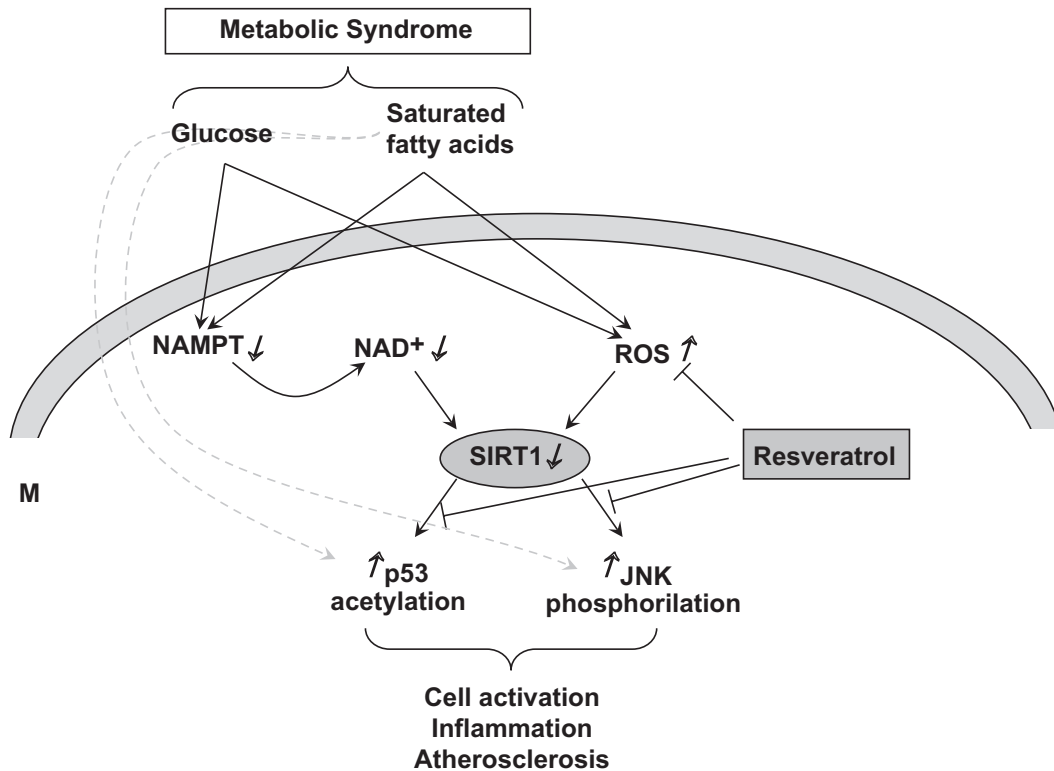 Metabolic Syndrome
Glucose
Saturated
fatty acids
NAMPT
NAD+
ROS
SIRT1
Resveratrol
M
p53
acetylation
JNK
phosphorilation
Cell activation
Inflammation
Atherosclerosis